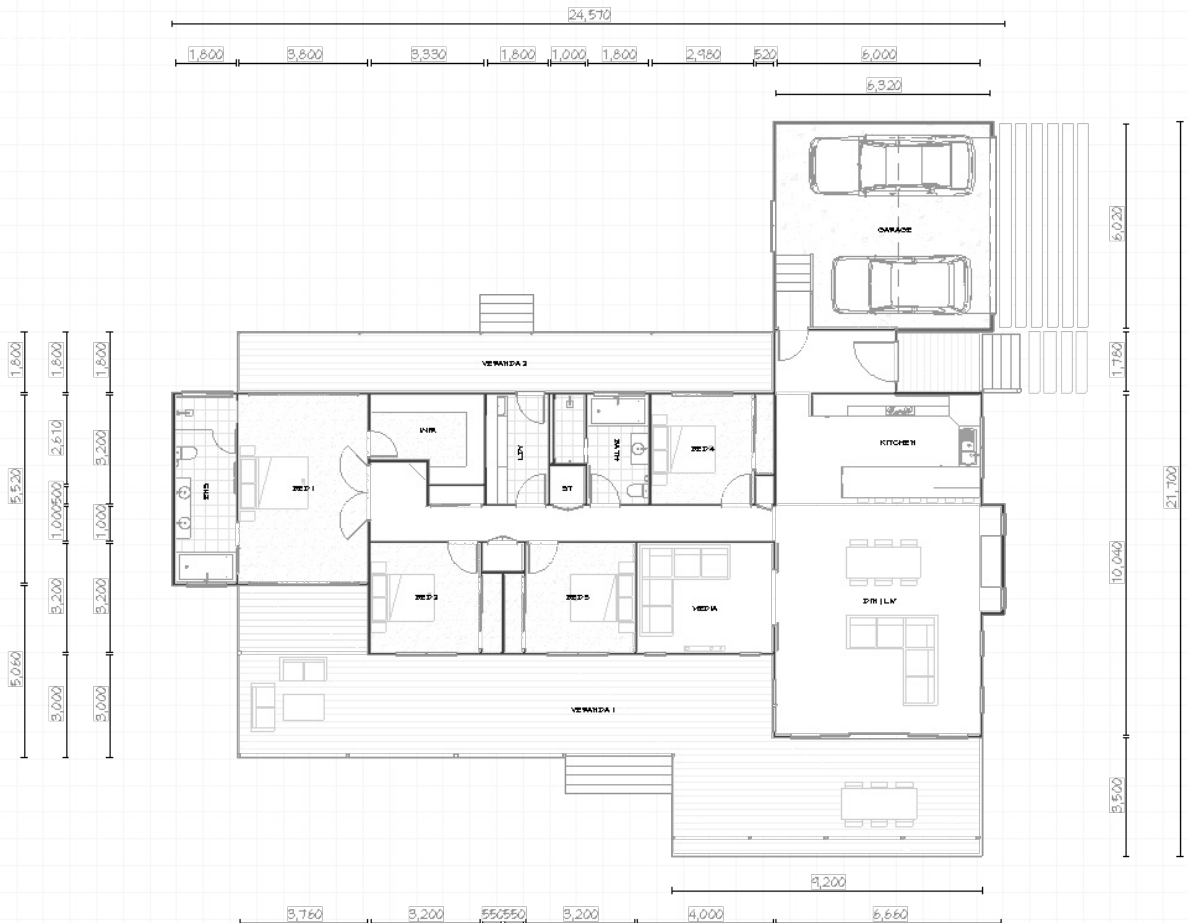 24,570
1,800 3,800 3,330 1,800 1,000 1,800 2,980 520 6,000
6,320
GARAGE
6,020
1,800 1,800 1,800
VERANDA 2
1,780
5,520 2,610 3,200
WIR
KITCHEN
LDY
BATH
BED 4
ENS
BED 1
ST
500
1,000 1,000
21,700
10,040
3,200 3,200
BED 2
BED 3
MEDIA
DIN / LIV
5,060 3,000 3,000
VERANDA 1
3,500
9,200
3,760 3,200 550 550 3,200 4,000 6,660